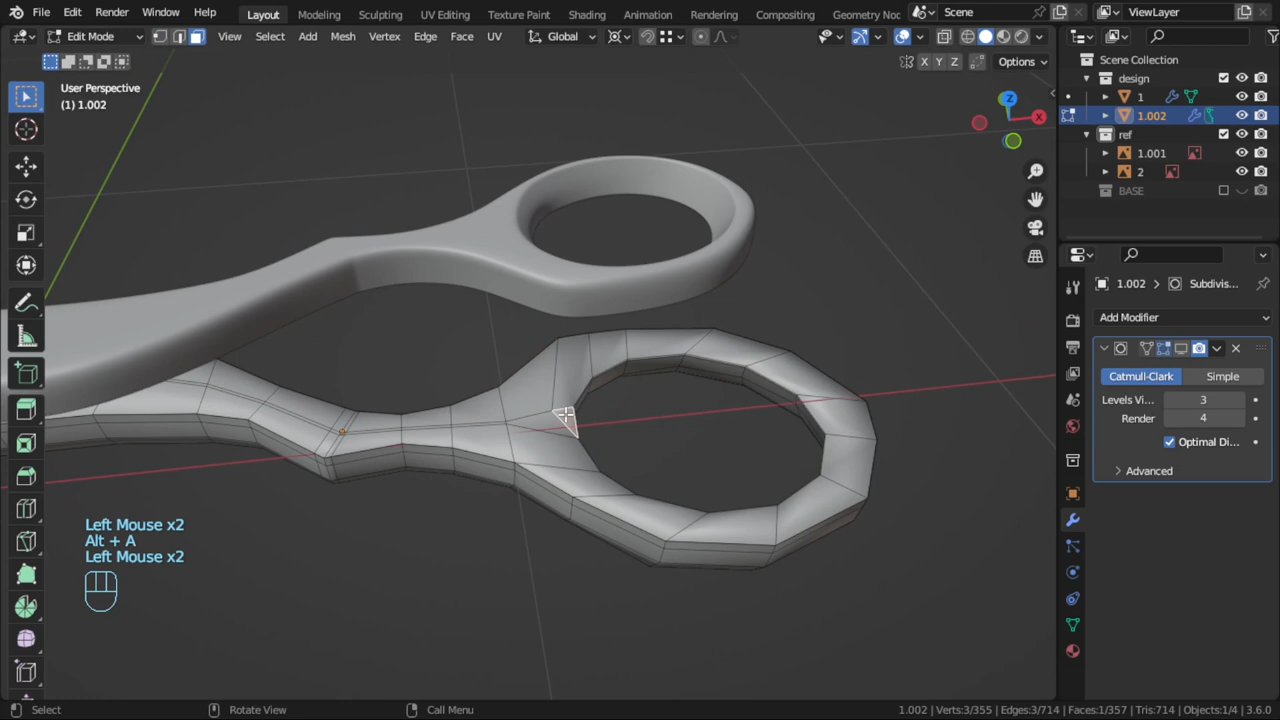 File Edit Render Window Help Layout Modeling Sculpting UV Editing Texture Paint Shading Animation Rendering Compositing Geometry Noc Scene ViewLayer
Edit Mode View Select Add Mesh Vertex Edge Face UV Global
X Y Z Options
User Perspective
(1) 1.002
Z
X
Scene Collection
design
1
1.002
ref
1.001
2
BASE
1.002 > Subdivis...
Add Modifier
Catmull-Clark Simple
Levels Vi... 3
Render 4
Optimal Di...
Advanced
Left Mouse x2
Alt + A
Left Mouse x2
Select Rotate View Call Menu 1.002 | Verts:3/355 | Edges:3/714 | Faces:1/357 | Tris:714 | Objects:1/4 | 3.6.0